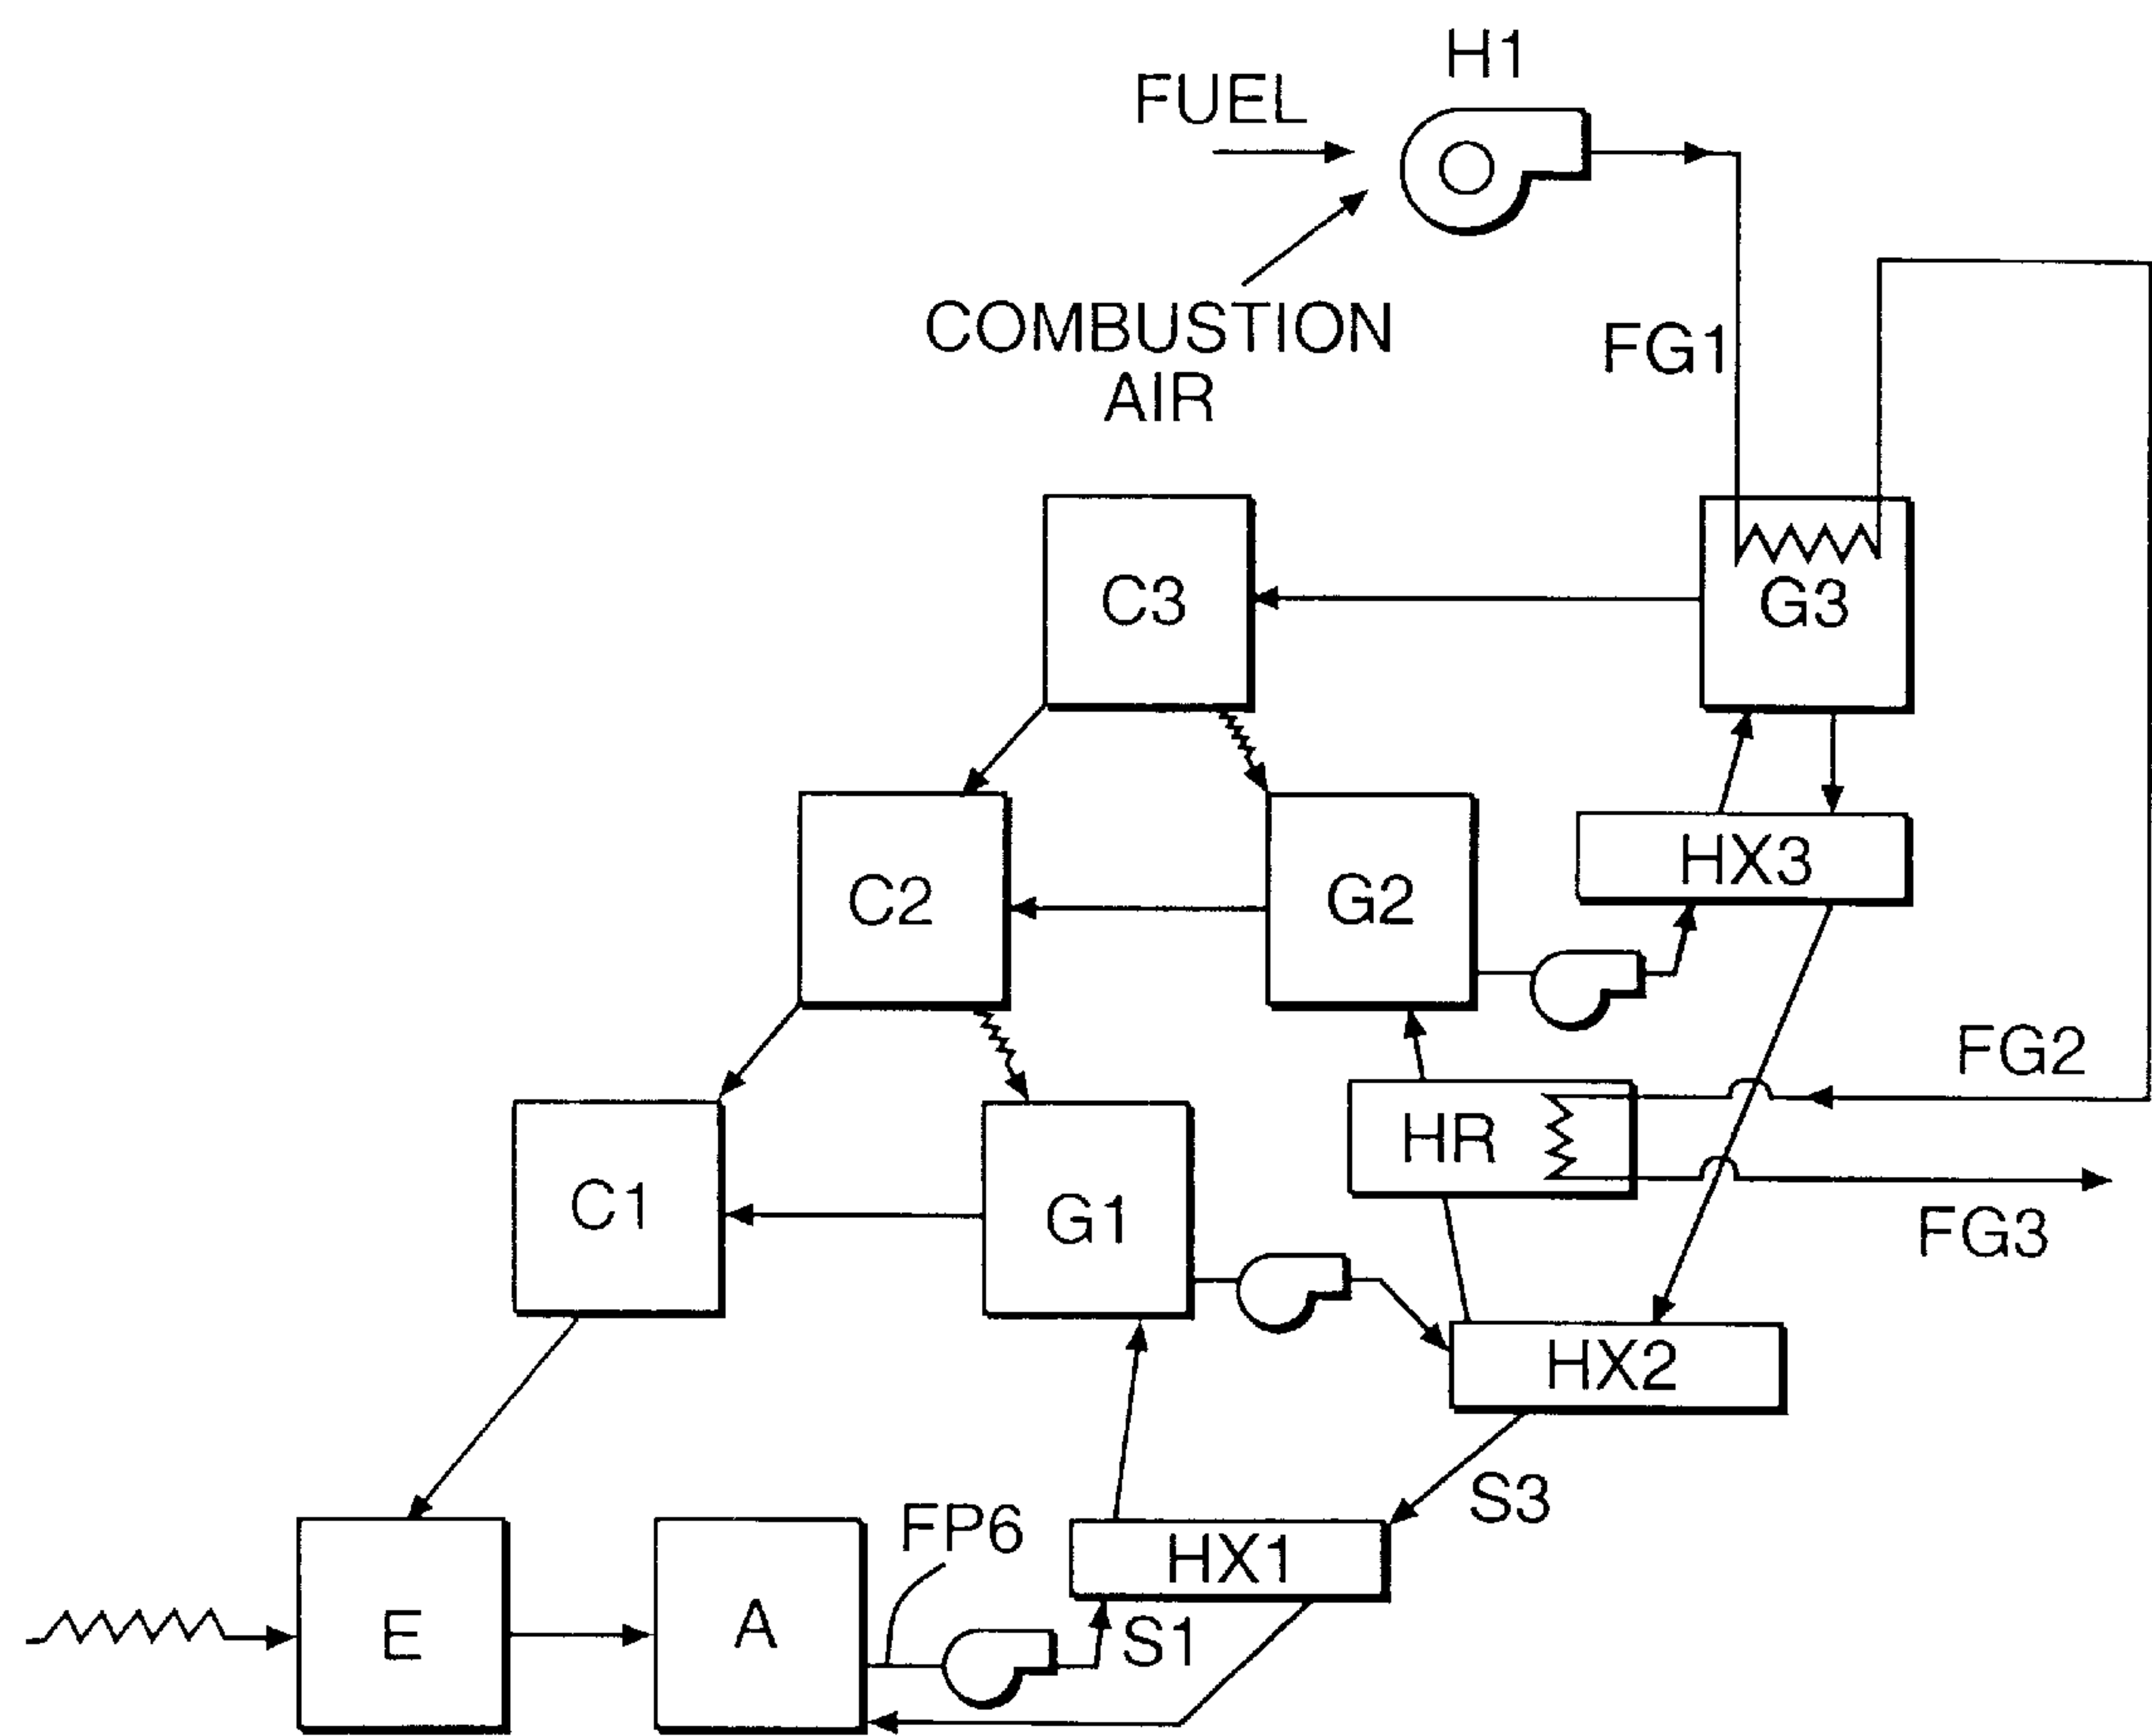 H1
FUEL
COMBUSTION
AIR
FG1
C3
G3
HX3
C2
G2
FG2
HR
C1
G1
FG3
HX2
S3
FP6
HX1
E
A
S1